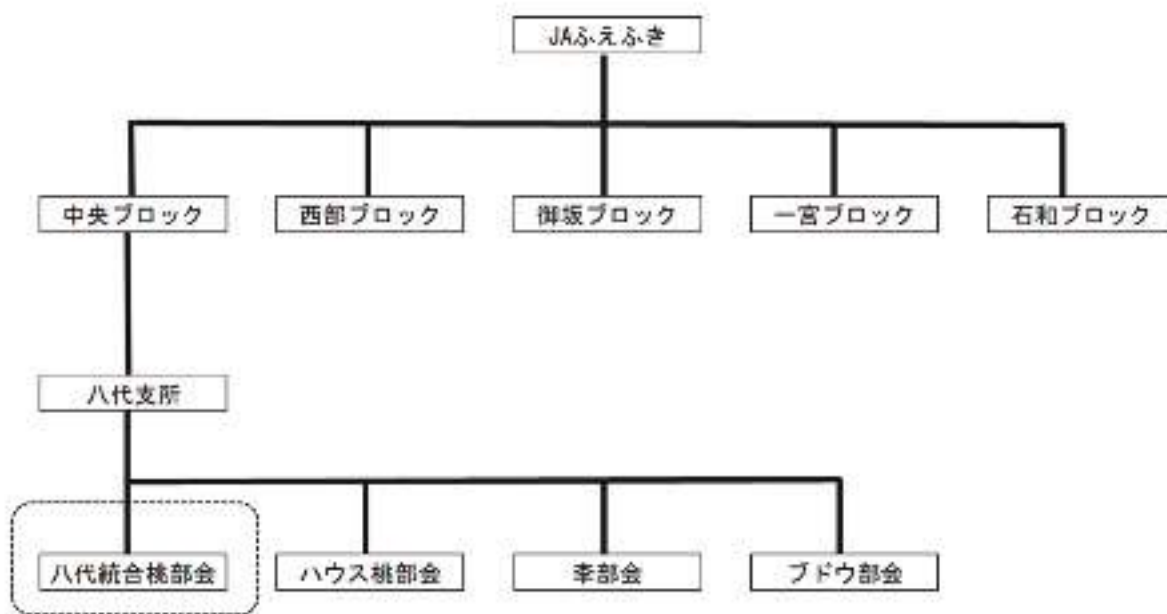 JAふえふき
中央ブロック
西部ブロック
御坂ブロック
一宮ブロック
石和ブロック
八代支所
八代統合桃部会
ハウス桃部会
李部会
ブドウ部会